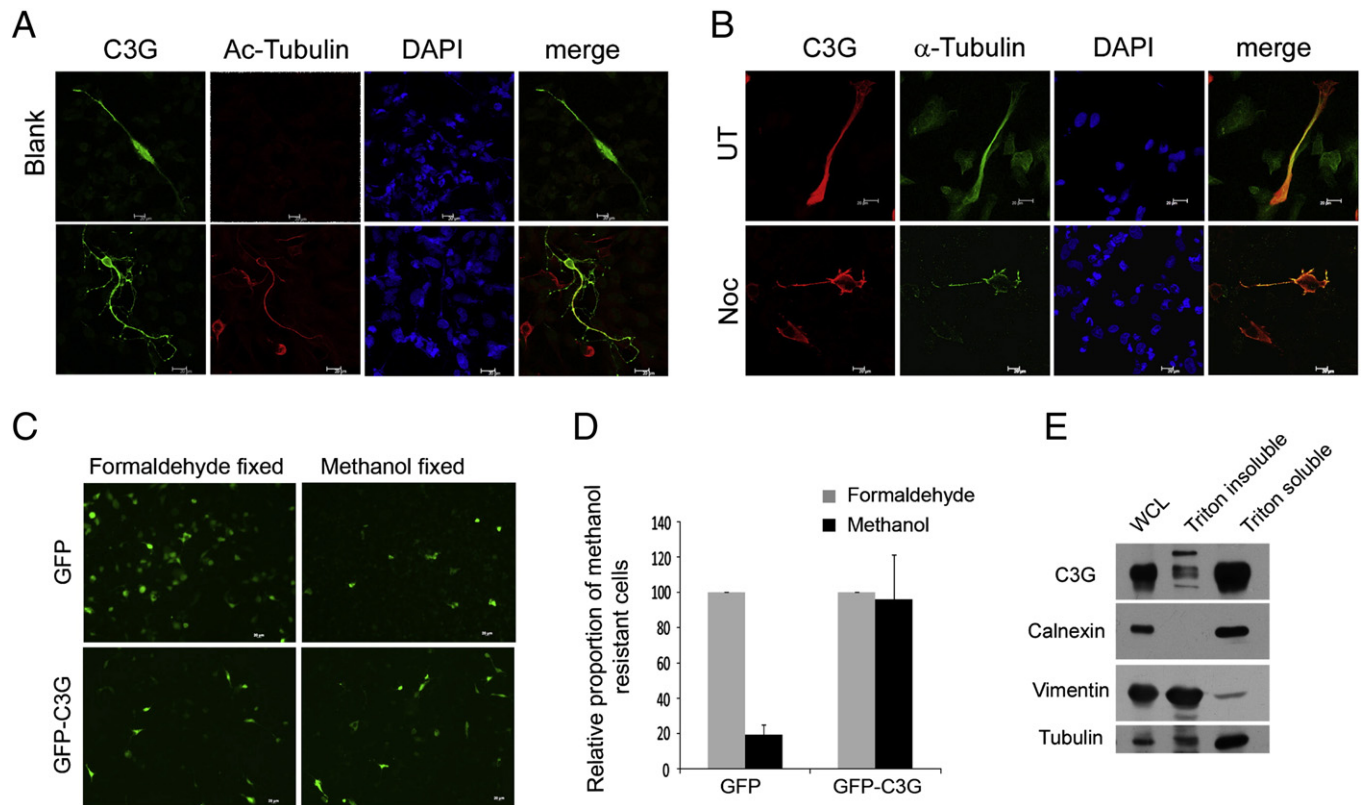 A
C3G Ac-Tubulin DAPI merge
Blank
B
C3G α-Tubulin DAPI merge
UT
Noc
C
Formaldehyde fixed Methanol fixed
GFP
GFP-C3G
D
Formaldehyde
Methanol
Relative proportion of methanol
resistant cells
140
120
100
80
60
40
20
0
GFP GFP-C3G
E
WCL Triton insoluble Triton soluble
C3G
Calnexin
Vimentin
Tubulin